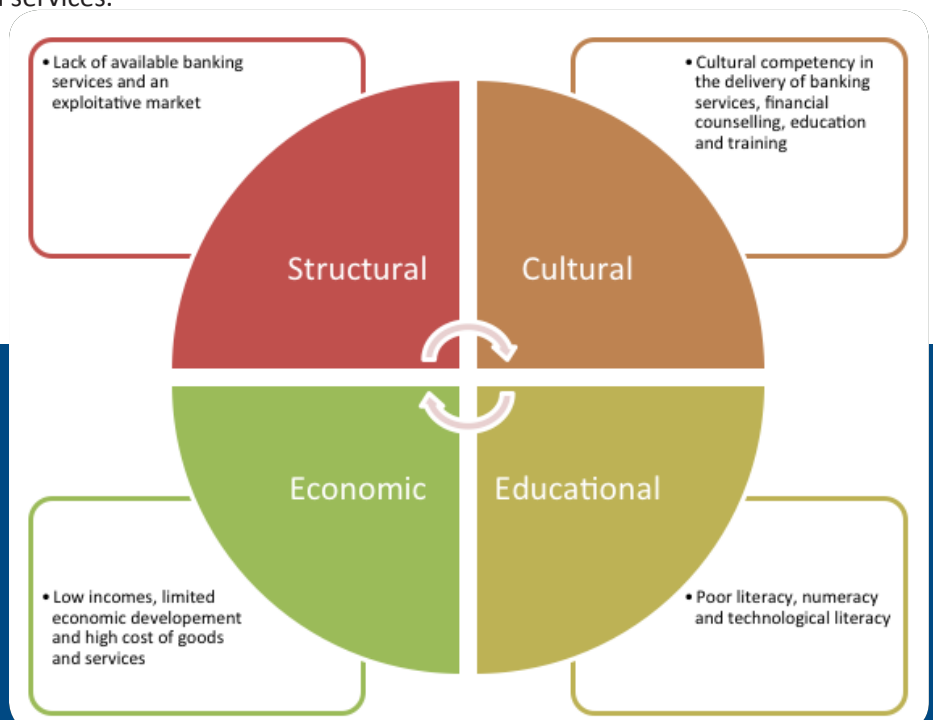 services.
• Lack of available banking
services and an
exploitative market
• Cultural competency in
the delivery of banking
services, financial
counselling, education
and training
Structural
Cultural
Economic
Educational
• Low incomes, limited
economic developement
and high cost of goods
and services
• Poor literacy, numeracy
and technological literacy